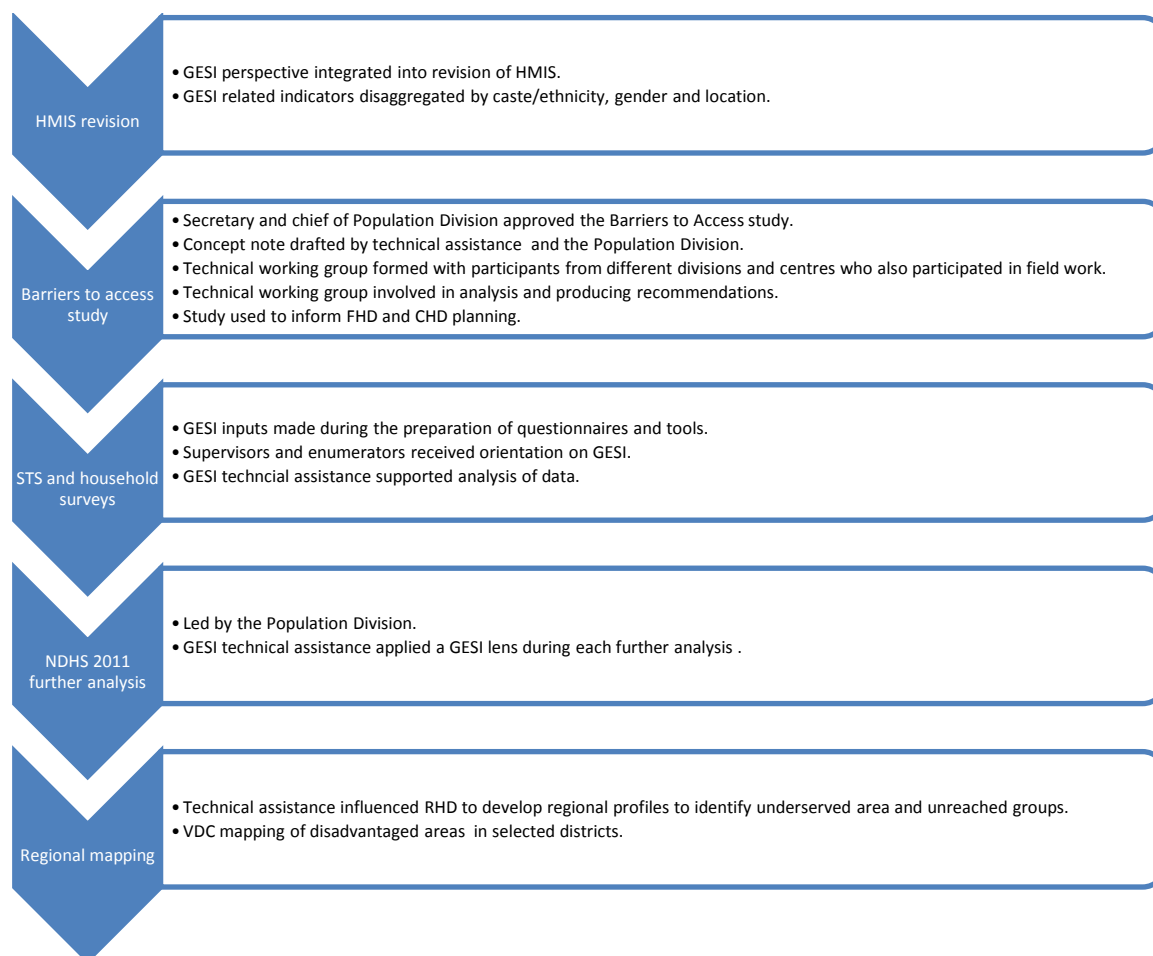 HMIS revision
• GESI perspective integrated into revision of HMIS.
• GESI related indicators disaggregated by caste/ethnicity, gender and location.
Barriers to access
study
• Secretary and chief of Population Division approved the Barriers to Access study.
• Concept note drafted by technical assistance and the Population Division.
• Technical working group formed with participants from different divisions and centres who also participated in field work.
• Technical working group involved in analysis and producing recommendations.
• Study used to inform FHD and CHD planning.
STS and household
surveys
• GESI inputs made during the preparation of questionnaires and tools.
• Supervisors and enumerators received orientation on GESI.
• GESI techncial assistance supported analysis of data.
NDHS 2011
further analysis
• Led by the Population Division.
• GESI technical assistance applied a GESI lens during each further analysis .
Regional mapping
• Technical assistance influenced RHD to develop regional profiles to identify underserved area and unreached groups.
• VDC mapping of disadvantaged areas in selected districts.